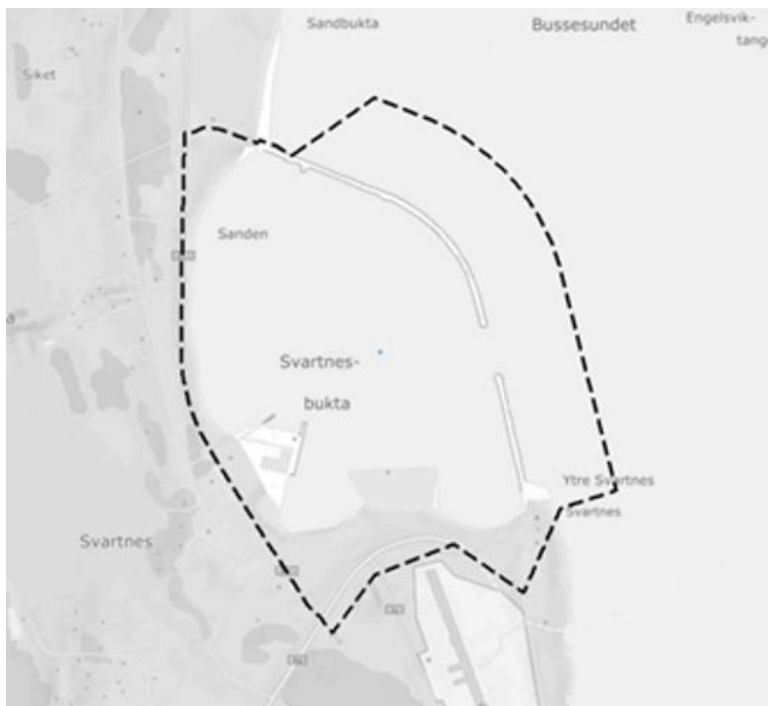 Sandbukta
Bussesundet
Engelsvik-
tang
Siket
Sanden
Svartnes-
bukta
Ytre Svartnes
Svartnes
Svartnes